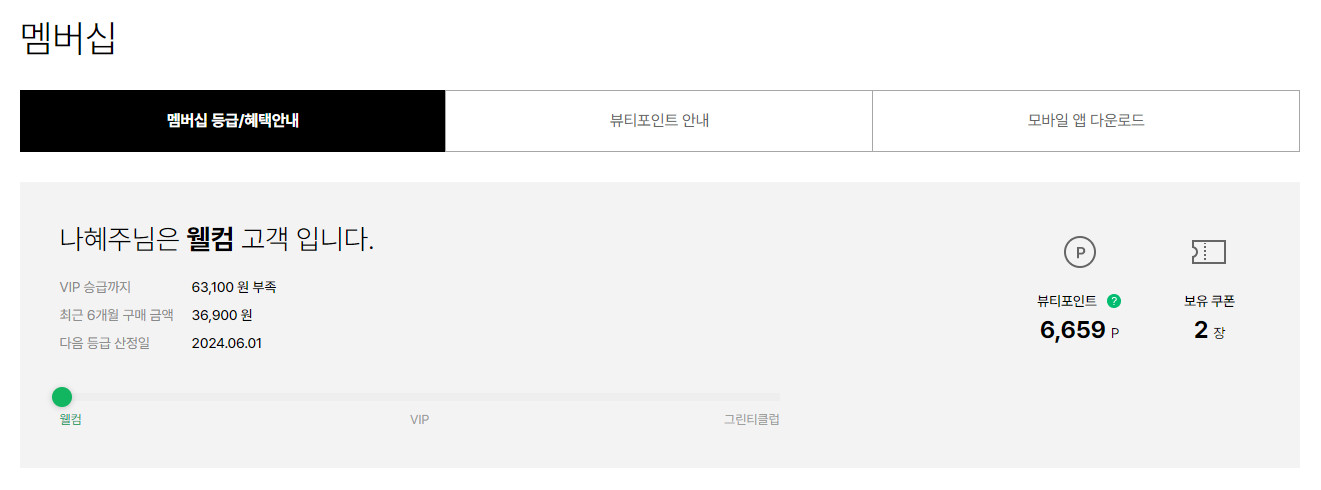 멤버십
멤버십 등급/혜택안내
뷰티포인트 안내
모바일 앱 다운로드
나혜주님은 웰컴 고객 입니다.
VIP 승급까지 63,100 원 부족
최근 6개월 구매 금액 36,900 원
다음 등급 산정일 2024.06.01
웰컴
VIP
그린티클럽
P
뷰티포인트 ?
6,659 P
보유 쿠폰
2 장